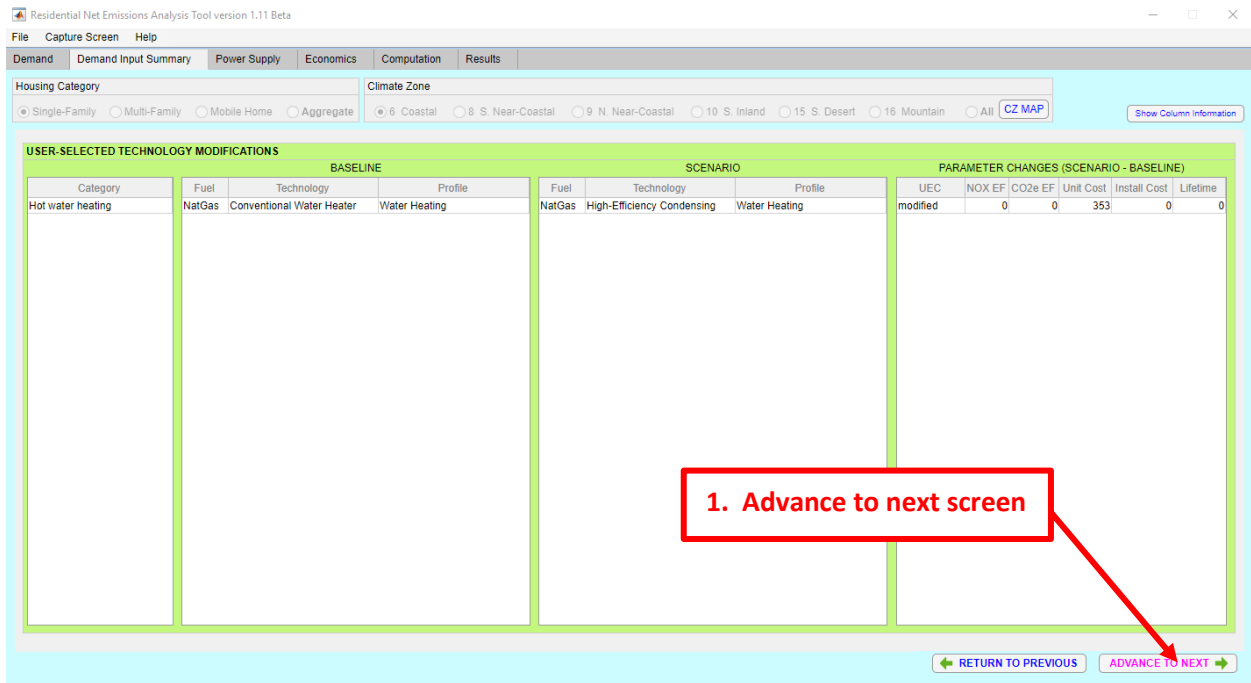 Residential Net Emissions Analysis Tool version 1.11 Beta
File Capture Screen Help
Demand Demand Input Summary Power Supply Economics Computation Results
Housing Category Climate Zone
Single-Family Multi-Family Mobile Home Aggregate 6 Coastal 8 S. Near-Coastal 9 N. Near-Coastal 10 S. Inland 15 S. Desert 16 Mountain All CZ MAP Show Column Information
USER-SELECTED TECHNOLOGY MODIFICATIONS
BASELINE SCENARIO PARAMETER CHANGES (SCENARIO - BASELINE)
Category Fuel Technology Profile Fuel Technology Profile UEC NOX EF CO2e EF Unit Cost Install Cost Lifetime
Hot water heating NatGas Conventional Water Heater Water Heating NatGas High-Efficiency Condensing Water Heating modified 0 0 353 0 0
1. Advance to next screen
RETURN TO PREVIOUS ADVANCE TO NEXT